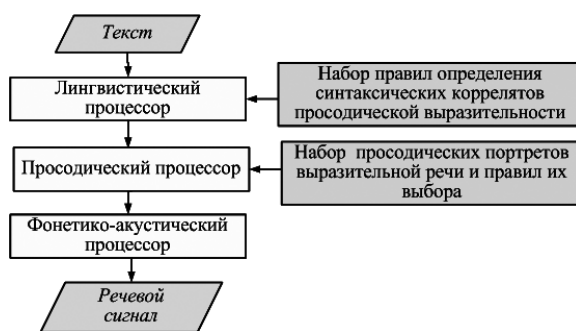 Текст
Лингвистический
процессор
Набор правил определения
синтаксических коррелятов
просодической выразительности
Просодический процессор
Набор просодических портретов
выразительной речи и правил их
выбора
Фонетико-акустический
процессор
Речевой
сигнал